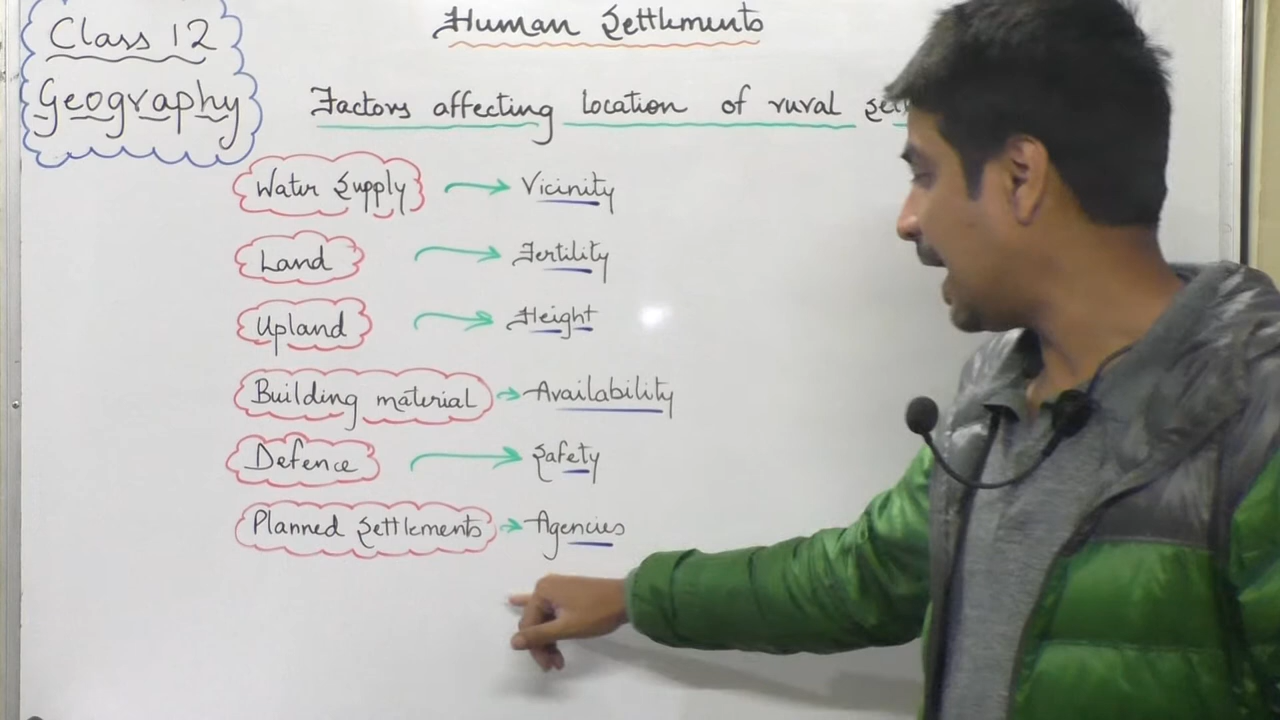 Class 12
Geography
Human Settlements
Factors affecting location of rural
Water Supply → Vicinity
Land → Fertility
Upland → Height
Building material → Availability
Defence → Safety
Planned Settlements → Agencies